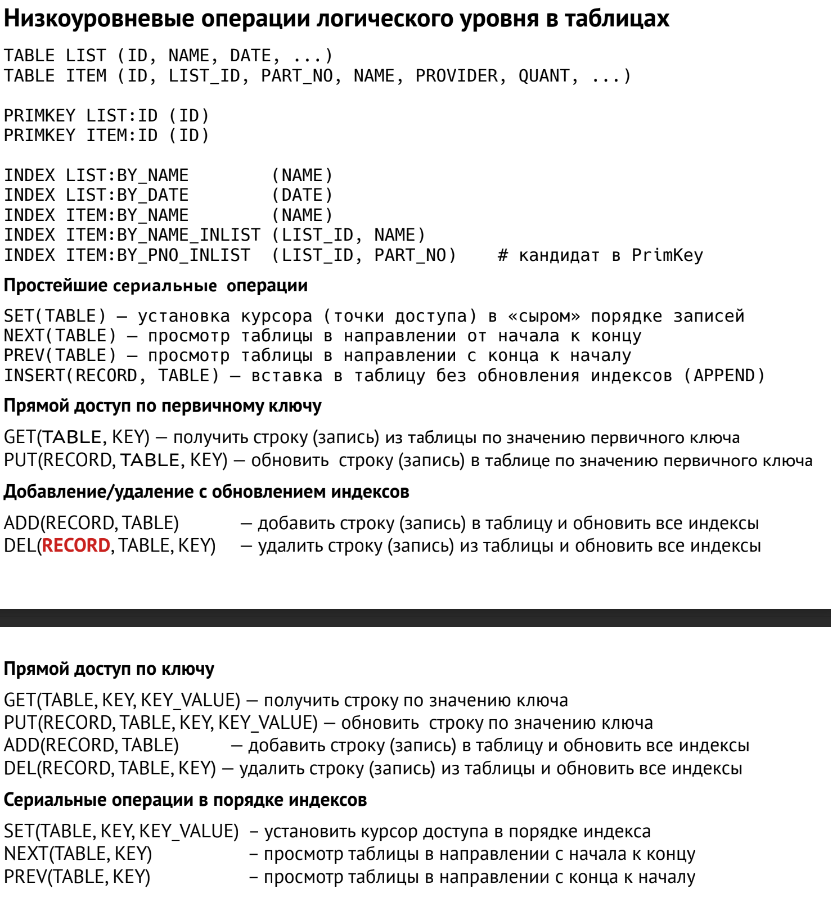 Низкоуровневые операции логического уровня в таблицах
TABLE LIST (ID, NAME, DATE, ...)
TABLE ITEM (ID, LIST_ID, PART_NO, NAME, PROVIDER, QUANT, ...)
PRIMKEY LIST:ID (ID)
PRIMKEY ITEM:ID (ID)
INDEX LIST:BY_NAME (NAME)
INDEX LIST:BY_DATE (DATE)
INDEX ITEM:BY_NAME (NAME)
INDEX ITEM:BY_NAME_INLIST (LIST_ID, NAME)
INDEX ITEM:BY_PNO_INLIST (LIST_ID, PART_NO) # кандидат в PrimKey
Простейшие сериальные операции
SET(TABLE) — установка курсора (точки доступа) в «сыром» порядке записей
NEXT(TABLE) — просмотр таблицы в направлении от начала к концу
PREV(TABLE) — просмотр таблицы в направлении с конца к началу
INSERT(RECORD, TABLE) — вставка в таблицу без обновления индексов (APPEND)
Прямой доступ по первичному ключу
GET(TABLE, KEY) — получить строку (запись) из таблицы по значению первичного ключа
PUT(RECORD, TABLE, KEY) — обновить строку (запись) в таблице по значению первичного ключа
Добавление/удаление с обновлением индексов
ADD(RECORD, TABLE) — добавить строку (запись) в таблицу и обновить все индексы
DEL(RECORD, TABLE, KEY) — удалить строку (запись) из таблицы и обновить все индексы
Прямой доступ по ключу
GET(TABLE, KEY, KEY_VALUE) — получить строку по значению ключа
PUT(RECORD, TABLE, KEY, KEY_VALUE) — обновить строку по значению ключа
ADD(RECORD, TABLE) — добавить строку (запись) в таблицу и обновить все индексы
DEL(RECORD, TABLE, KEY) — удалить строку (запись) из таблицы и обновить все индексы
Сериальные операции в порядке индексов
SET(TABLE, KEY, KEY_VALUE) – установить курсор доступа в порядке индекса
NEXT(TABLE, KEY) – просмотр таблицы в направлении с начала к концу
PREV(TABLE, KEY) – просмотр таблицы в направлении с конца к началу